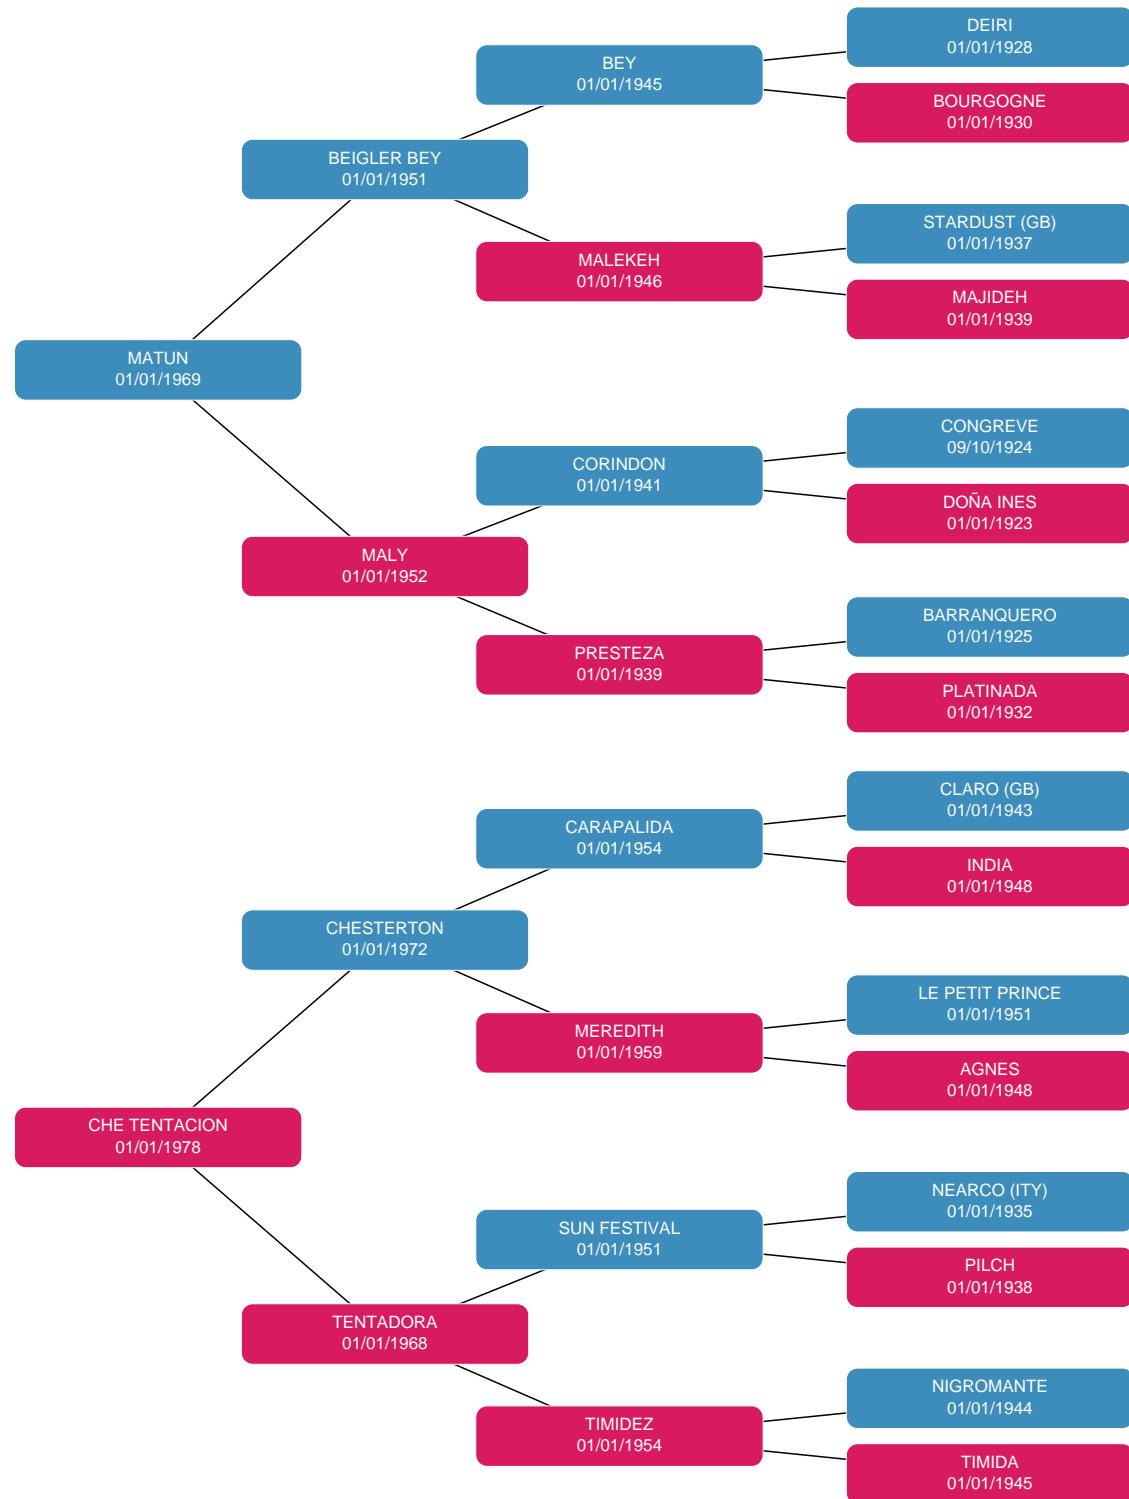 DEIRI
01/01/1928
BEY
01/01/1945
BOURGOGNE
01/01/1930
BEIGLER BEY
01/01/1951
STARDUST (GB)
01/01/1937
MALEKEH
01/01/1946
MAJIDEH
01/01/1939
MATUN
01/01/1969
CONGREVE
09/10/1924
CORINDON
01/01/1941
DOÑA INES
01/01/1923
MALY
01/01/1952
BARRANQUERO
01/01/1925
PRESTEZA
01/01/1939
PLATINADA
01/01/1932
CLARO (GB)
01/01/1943
CARAPALIDA
01/01/1954
INDIA
01/01/1948
CHESTERTON
01/01/1972
LE PETIT PRINCE
01/01/1951
MEREDITH
01/01/1959
AGNES
01/01/1948
CHE TENTACION
01/01/1978
NEARCO (ITY)
01/01/1935
SUN FESTIVAL
01/01/1951
PILCH
01/01/1938
TENTADORA
01/01/1968
NIGROMANTE
01/01/1944
TIMIDEZ
01/01/1954
TIMIDA
01/01/1945